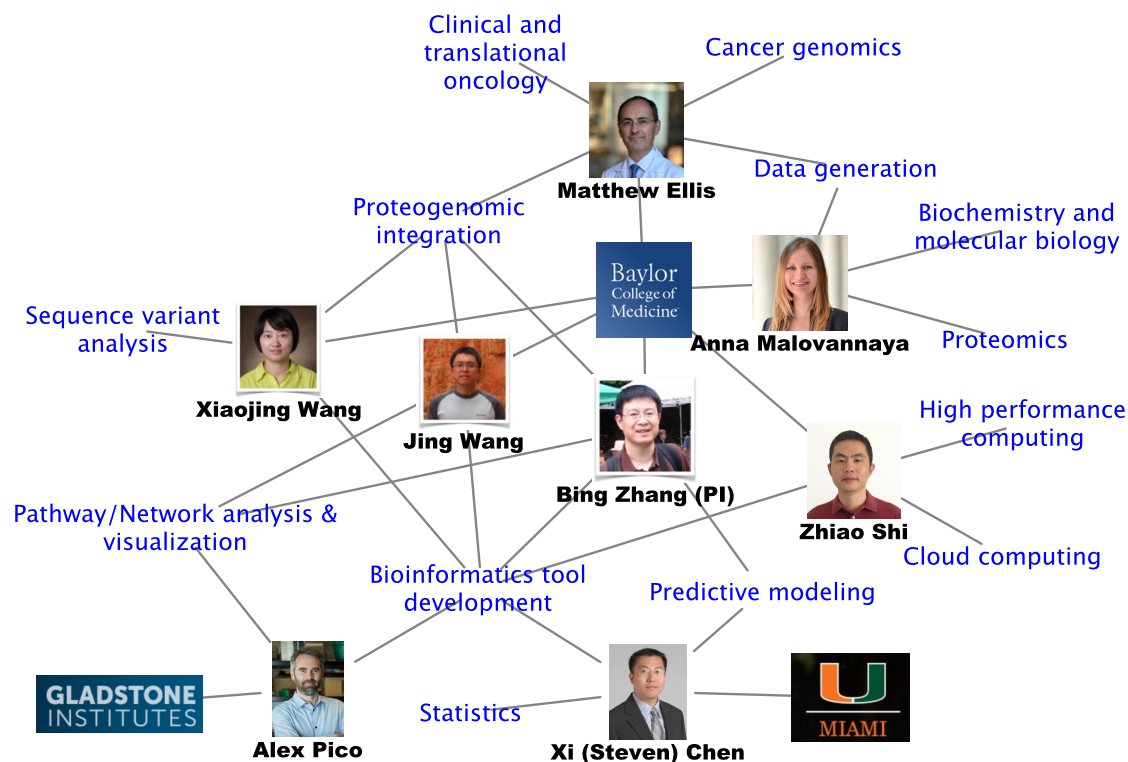 Clinical and
translational
oncology
Cancer genomics
Matthew Ellis
Data generation
Proteogenomic
integration
Biochemistry and
molecular biology
Baylor
College of
Medicine
Sequence variant
analysis
Anna Malovannaya
Proteomics
Xiaojing Wang
Jing Wang
High performance
computing
Bing Zhang (PI)
Pathway/Network analysis &
visualization
Zhiao Shi
Cloud computing
Bioinformatics tool
development
Predictive modeling
GLADSTONE
INSTITUTES
Statistics
U
MIAMI
Alex Pico
Xi (Steven) Chen